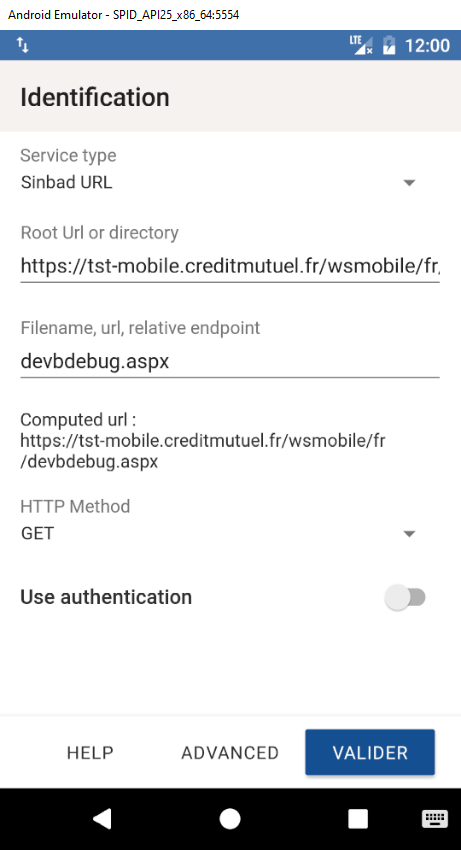 Android Emulator - SPID_API25_x86_64:5554
LTE 12:00
Identification
Service type
Sinbad URL
Root Url or directory
https://tst-mobile.creditmutuel.fr/wsmobile/fr/
Filename, url, relative endpoint
devbdebug.aspx
Computed url :
https://tst-mobile.creditmutuel.fr/wsmobile/fr
/devbdebug.aspx
HTTP Method
GET
Use authentication
HELP ADVANCED VALIDER